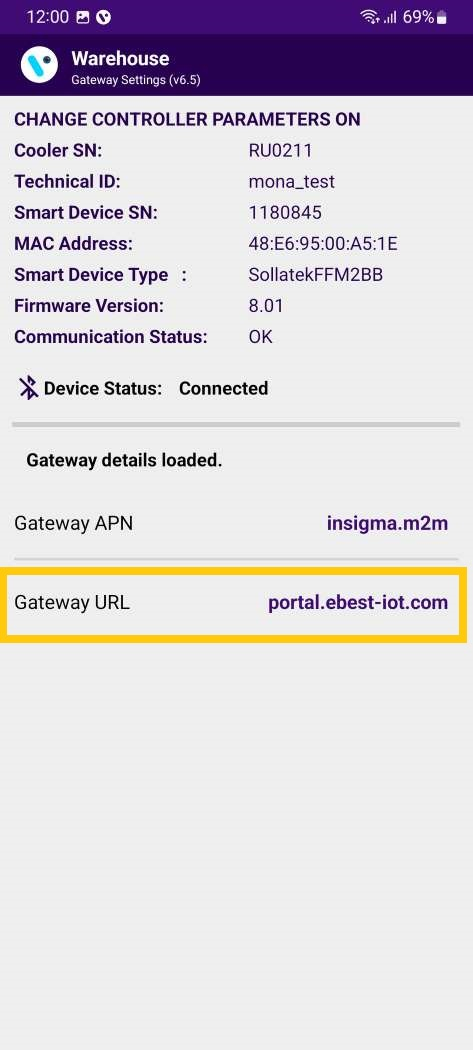 12:00 69%
Warehouse
Gateway Settings (v6.5)
CHANGE CONTROLLER PARAMETERS ON
Cooler SN: RU0211
Technical ID: mona_test
Smart Device SN: 1180845
MAC Address: 48:E6:95:00:A5:1E
Smart Device Type : SollatekFFM2BB
Firmware Version: 8.01
Communication Status: OK
Device Status: Connected
Gateway details loaded.
Gateway APN insigma.m2m
Gateway URL portal.ebest-iot.com